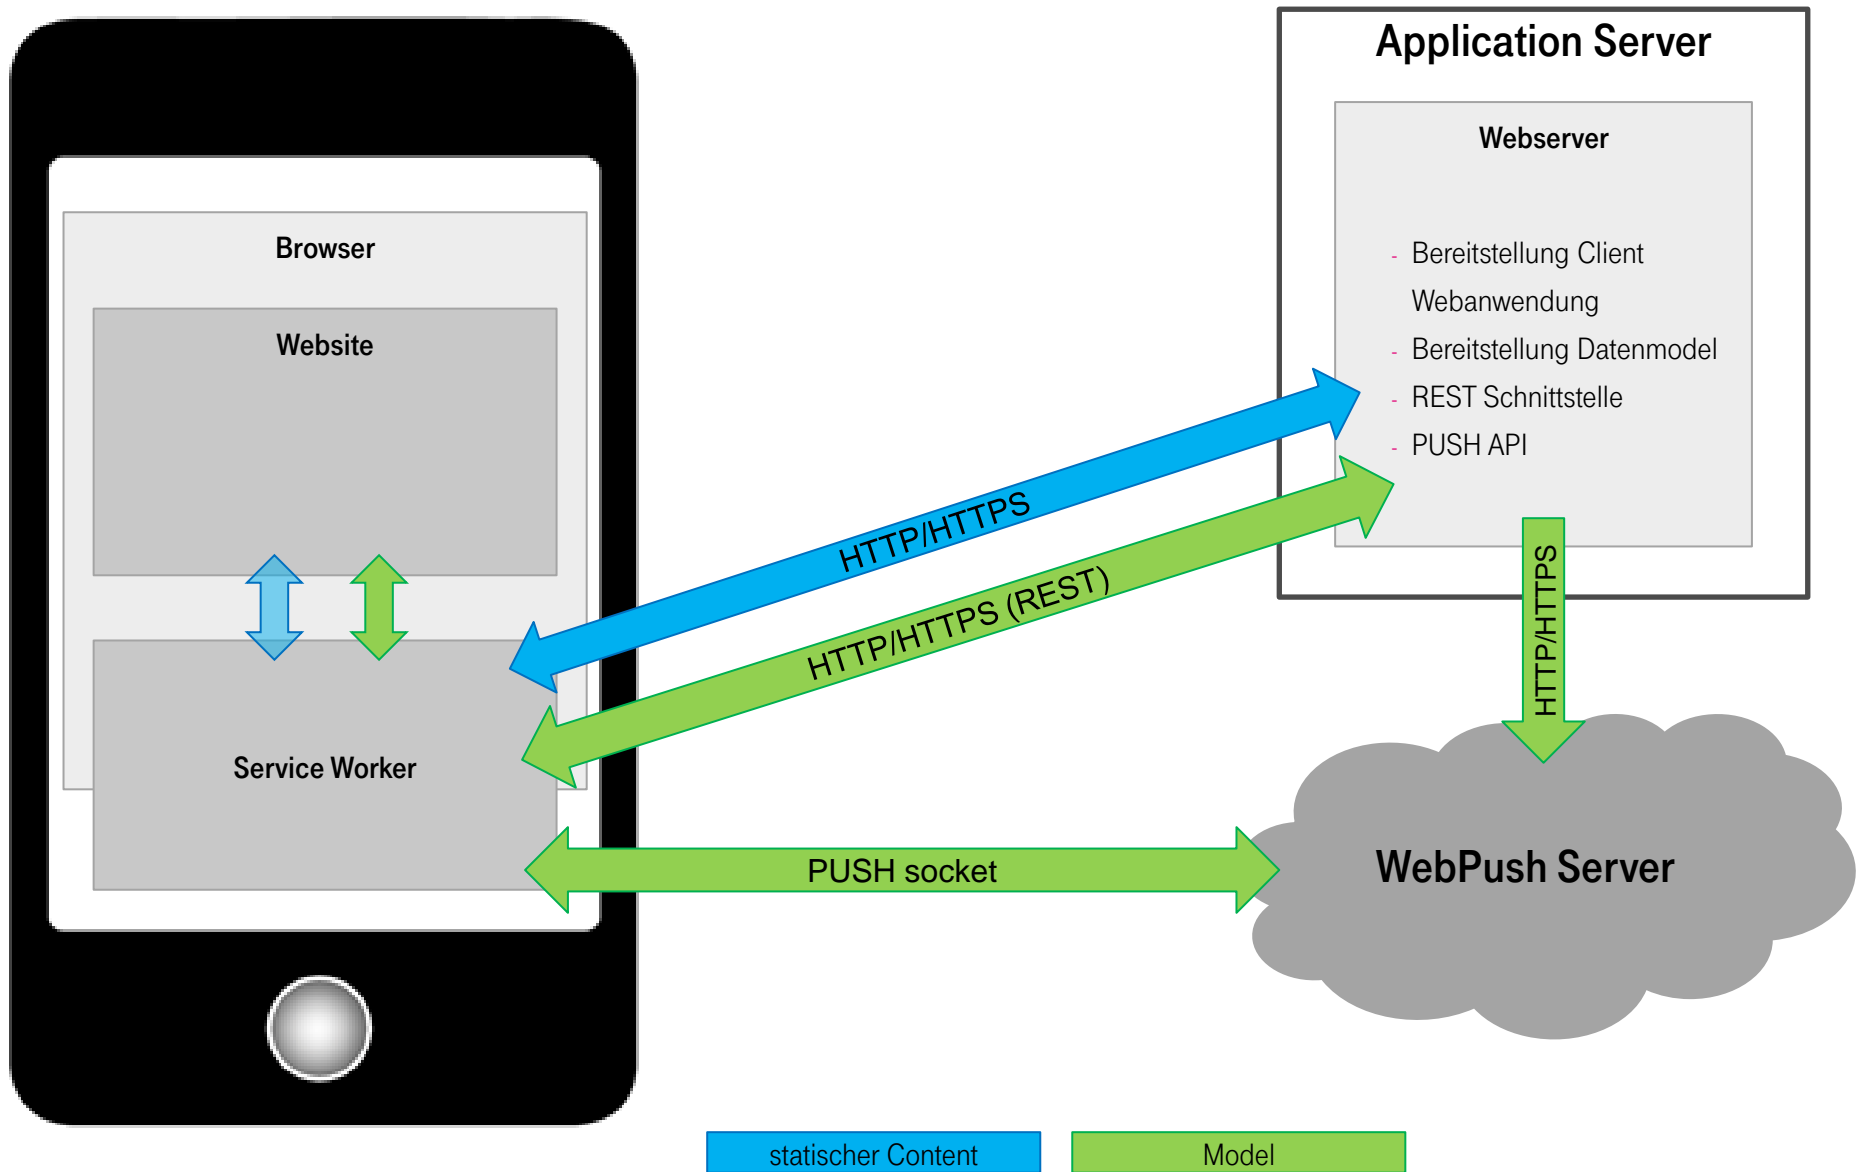 Application Server
Webserver
- Bereitstellung Client
Webanwendung
- Bereitstellung Datenmodel
- REST Schnittstelle
- PUSH API
Browser
Website
Service Worker
HTTP/HTTPS
HTTP/HTTPS (REST)
HTTP/HTTPS
PUSH socket
WebPush Server
statischer Content
Model